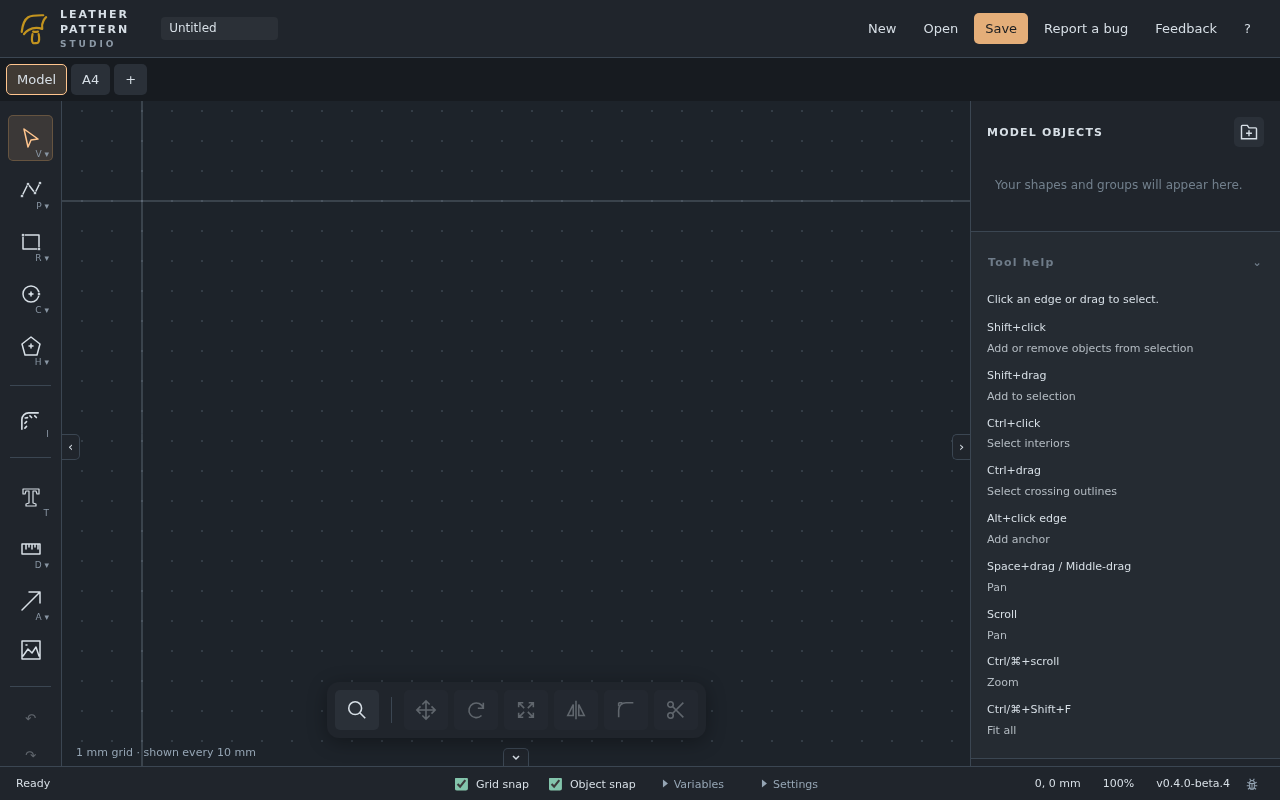 LEATHER
PATTERN
STUDIO
Untitled
New
Open
Save
Report a bug
Feedback
?
Model
A4
+
V ▾
P ▾
R ▾
C ▾
H ▾
I
T
D ▾
A ▾
MODEL OBJECTS
Your shapes and groups will appear here.
Tool help
Click an edge or drag to select.
Shift+click
Add or remove objects from selection
Shift+drag
Add to selection
Ctrl+click
Select interiors
Ctrl+drag
Select crossing outlines
Alt+click edge
Add anchor
Space+drag / Middle-drag
Pan
Scroll
Pan
Ctrl/⌘+scroll
Zoom
Ctrl/⌘+Shift+F
Fit all
1 mm grid · shown every 10 mm
Ready
Grid snap
Object snap
Variables
Settings
0, 0 mm
100%
v0.4.0-beta.4